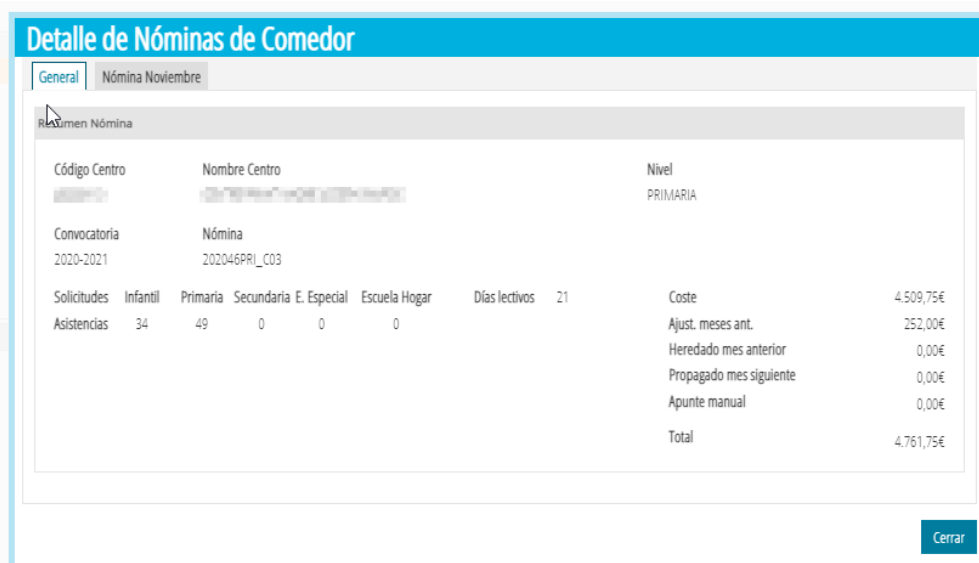 Detalle de Nóminas de Comedor
General Nómina Noviembre
Resumen Nómina
Código Centro Nombre Centro Nivel
PRIMARIA
Convocatoria Nómina
2020-2021 202046PRI_C03
Solicitudes Infantil Primaria Secundaria E. Especial Escuela Hogar Días lectivos 21 Coste 4.509,75€
Asistencias 34 49 0 0 0 Ajust. meses ant. 252,00€
Heredado mes anterior 0,00€
Propagado mes siguiente 0,00€
Apunte manual 0,00€
Total 4.761,75€
Cerrar